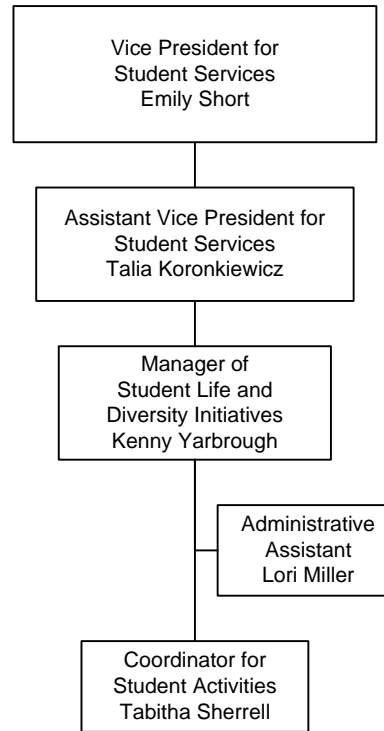 Vice President for
Student Services
Emily Short
Assistant Vice President for
Student Services
Talia Koronkiewicz
Manager of
Student Life and
Diversity Initiatives
Kenny Yarbrough
Administrative
Assistant
Lori Miller
Coordinator for
Student Activities
Tabitha Sherrell